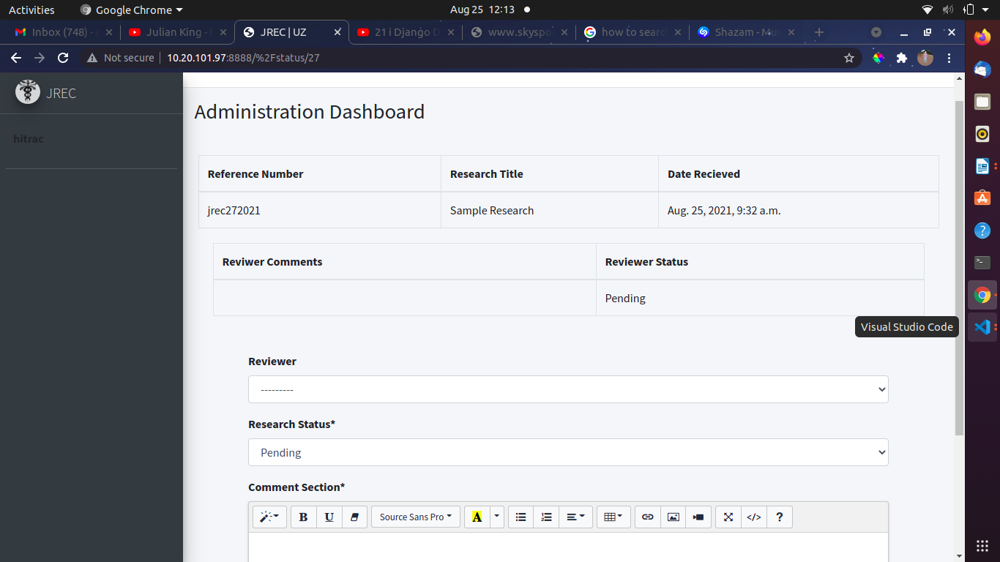 Activities Google Chrome Aug 25 12:13
Inbox (748) - Julian King - JREC | UZ 21 i Django D www.skyspo how to search Shazam - Mus
Not secure 10.20.101.97:8888/%2Fstatus/27
JREC
hitrac
Administration Dashboard
Reference Number Research Title Date Recieved
jrec272021 Sample Research Aug. 25, 2021, 9:32 a.m.
Reviwer Comments Reviewer Status
Pending
Visual Studio Code
Reviewer
---------
Research Status*
Pending
Comment Section*
B U Source Sans Pro A </> ?